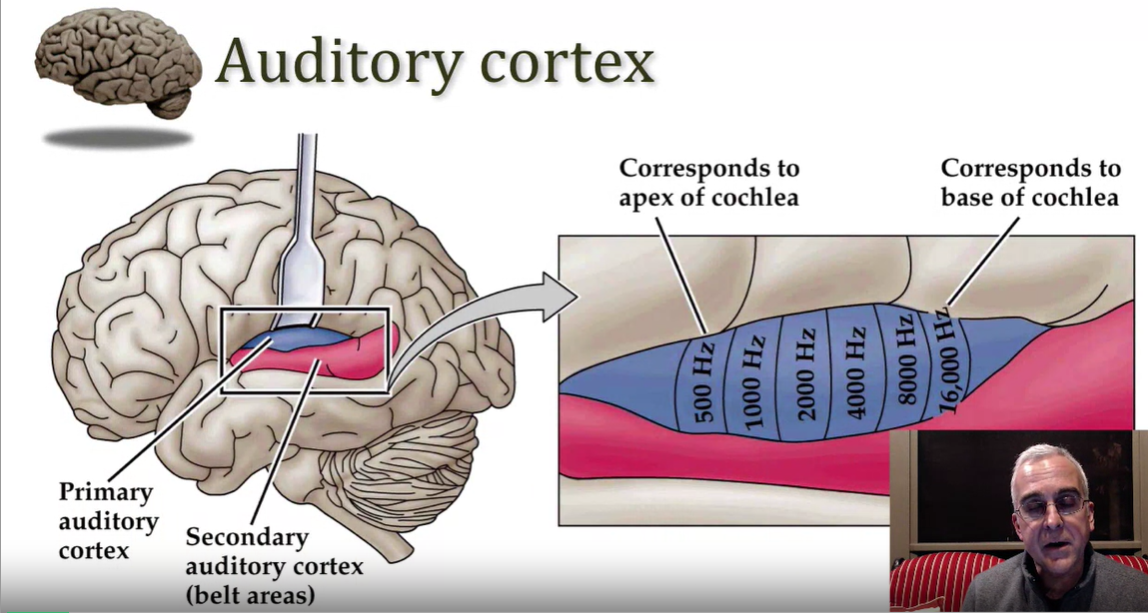 Auditory cortex
Corresponds to
apex of cochlea
Corresponds to
base of cochlea
500 Hz
1000 Hz
2000 Hz
4000 Hz
8000 Hz
16,000 Hz
Primary
auditory
cortex
Secondary
auditory cortex
(belt areas)